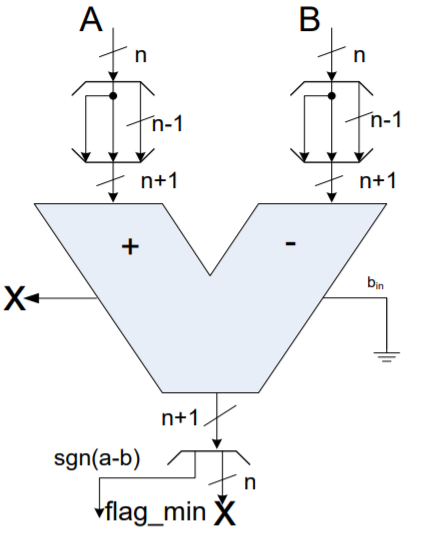 A B
n n
n-1 n-1
n+1 n+1
+ -
b_in
X
n+1
sgn(a-b)
n
flag_min X